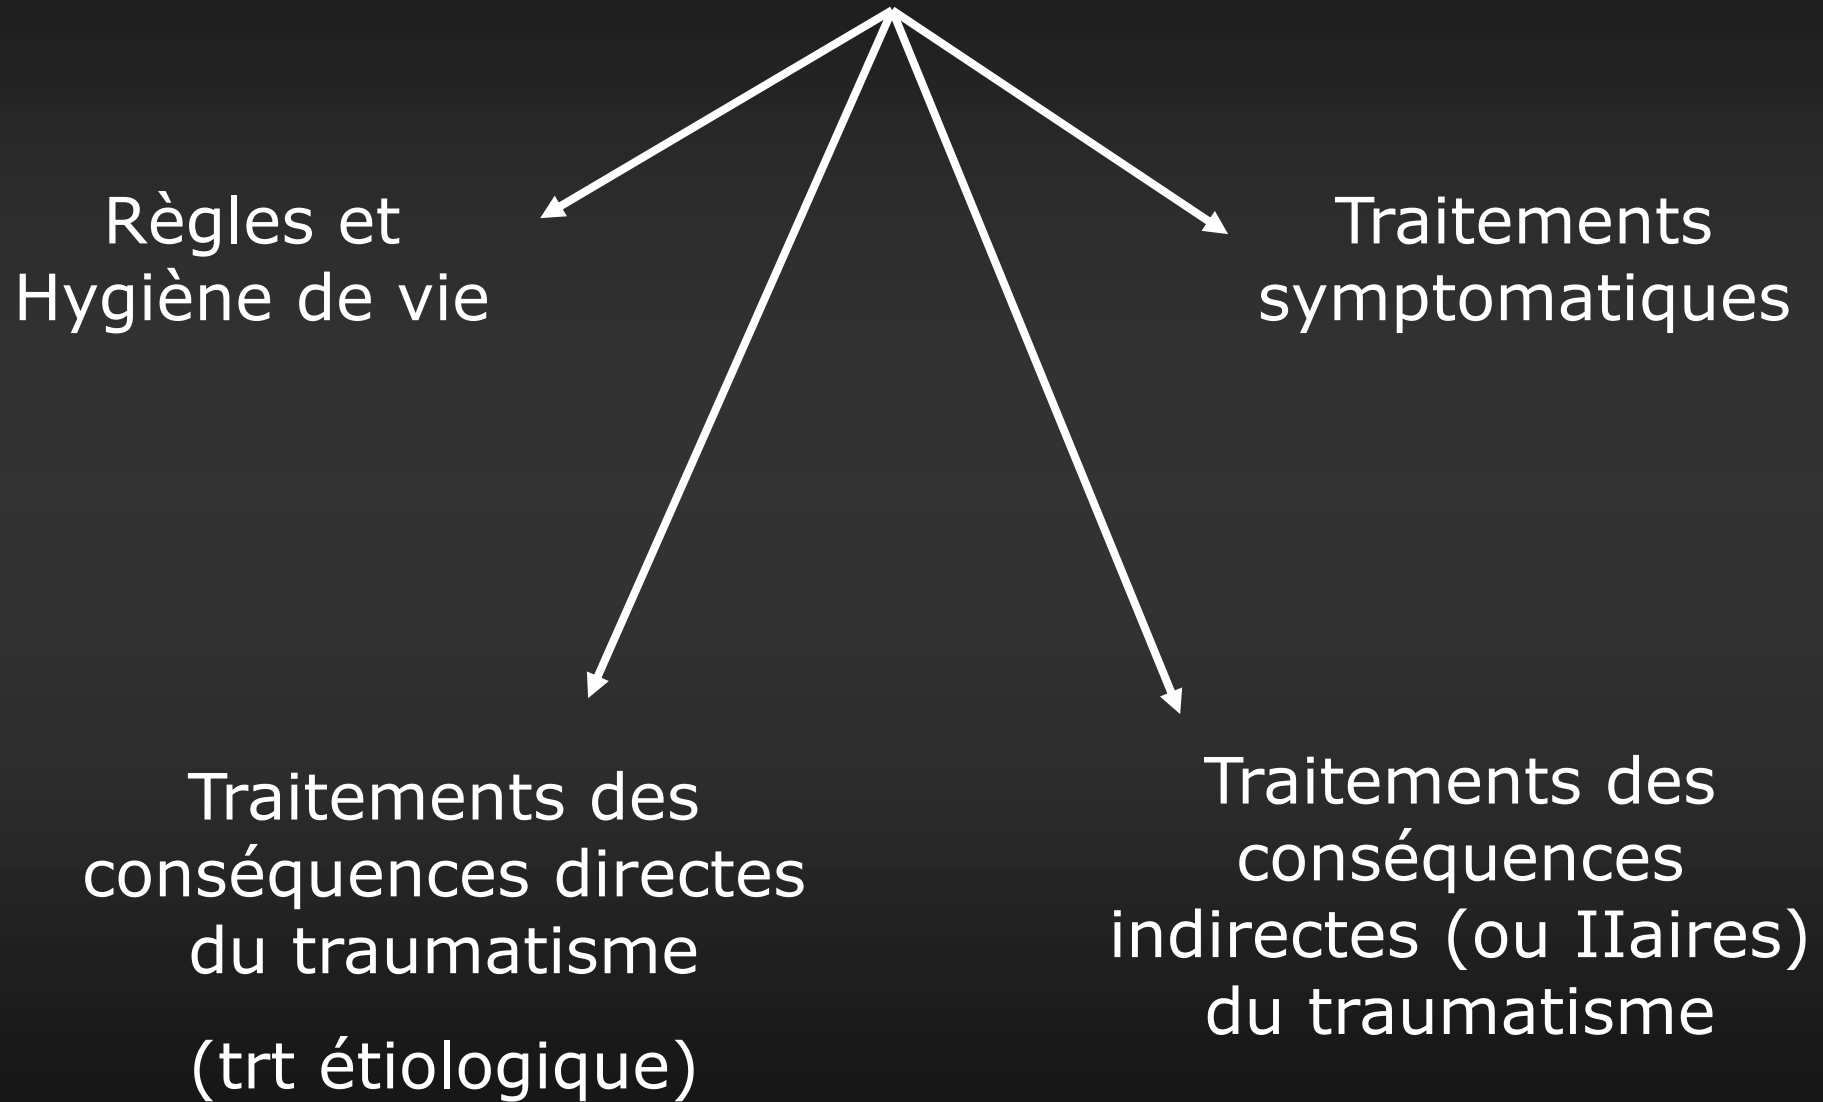 Règles et
Hygiène de vie
Traitements
symptomatiques
Traitements des
conséquences directes
du traumatisme
(trt étiologique)
Traitements des
conséquences
indirectes (ou IIaires)
du traumatisme